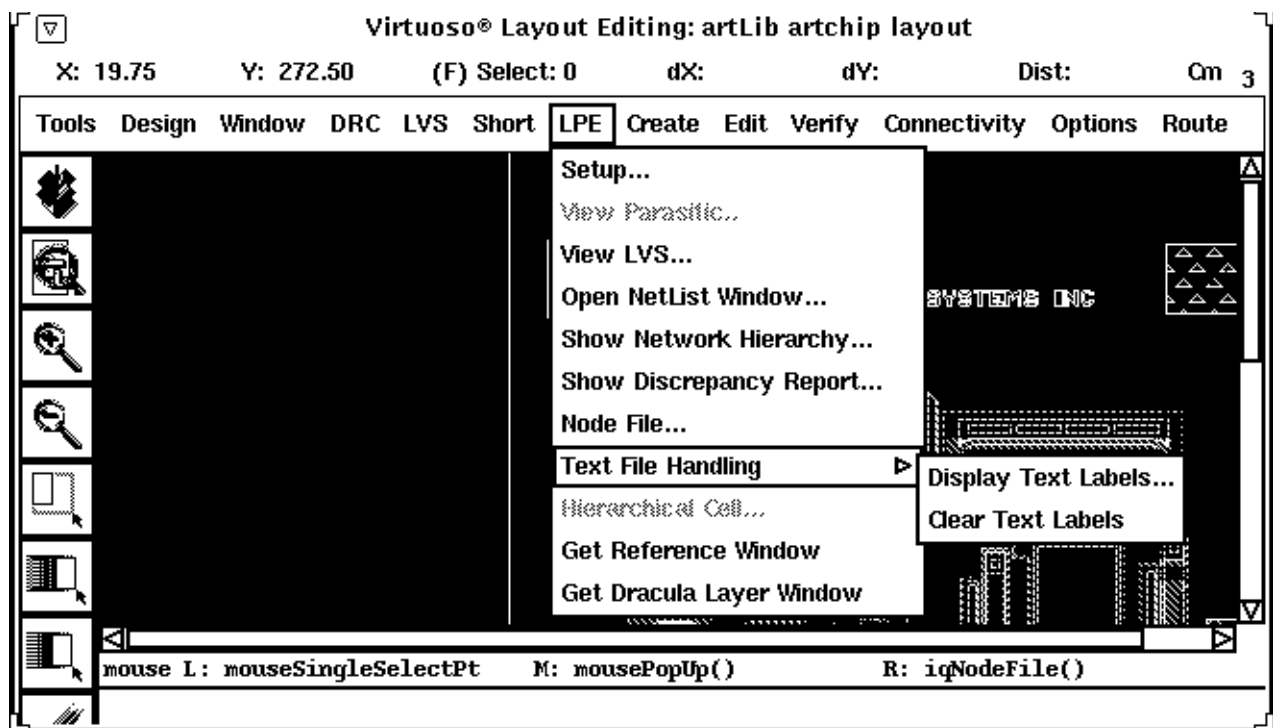 Virtuoso® Layout Editing: artLib artchip layout
X: 19.75 Y: 272.50 (F) Select: 0 dX: dY: Dist: Cm 3
Tools Design Window DRC LVS Short LPE Create Edit Verify Connectivity Options Route
Setup...
View Parasitic..
View LVS...
Open NetList Window...
SYSTEMS INC
Show Network Hierarchy...
Show Discrepancy Report...
Node File...
Text File Handling
Display Text Labels...
Clear Text Labels
Hierarchical Cell...
Get Reference Window
Get Dracula Layer Window
mouse L: mouseSingleSelectPt M: mousePopUp() R: iqNodeFile()